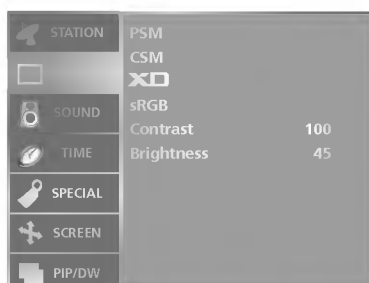 STATION
SOUND
TIME
SPECIAL
SCREEN
PIP/DW
PSM
CSM
XD
sRGB
Contrast 100
Brightness 45